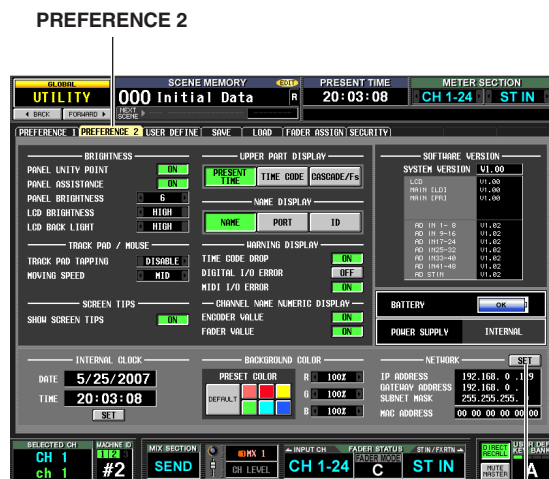 PREFERENCE 2
GLOBAL
UTILITY
BACK
FORWARD
SCENE MEMORY
EDIT
000 Initial Data
R
NEXT
SCENE
PRESENT TIME
20:03:08
METER SECTION
CH 1-24
ST IN
PREFERENCE 1
PREFERENCE 2
USER DEFINE
SAVE
LOAD
FADER ASSIGN
SECURITY
BRIGHTNESS
PANEL UNITY POINT ON
PANEL ASSISTANCE ON
PANEL BRIGHTNESS 6
LCD BRIGHTNESS HIGH
LCD BACK LIGHT HIGH
TRACK PAD / MOUSE
TRACK PAD TAPPING DISABLE
MOVING SPEED MID
SCREEN TIPS
SHOW SCREEN TIPS ON
UPPER PART DISPLAY
PRESENT TIME
TIME CODE
CASCADE/Fs
NAME DISPLAY
NAME
PORT
ID
WARNING DISPLAY
TIME CODE DROP ON
DIGITAL I/O ERROR OFF
MIDI I/O ERROR ON
CHANNEL NAME NUMERIC DISPLAY
ENCODER VALUE ON
FADER VALUE ON
SOFTWARE VERSION
SYSTEM VERSION V1.00
LCD V1.00
MAIN [LD] V1.00
MAIN [PR] V1.00
AD IN 1- 8 V1.02
AD IN 9-16 V1.02
AD IN17-24 V1.02
AD IN25-32 V1.02
AD IN33-40 V1.02
AD IN41-48 V1.02
AD STIN V1.02
BATTERY OK
POWER SUPPLY INTERNAL
INTERNAL CLOCK
DATE 5/25/2007
TIME 20:03:08
SET
BACKGROUND COLOR
PRESET COLOR
DEFAULT
R 100%
G 100%
B 100%
NETWORK
SET
IP ADDRESS 192.168. 0 .
GATEWAY ADDRESS 192.168. 0 .
SUBNET MASK 255.255.255.
MAC ADDRESS 00 00 00 00 00 00
SELECTED CH
CH 1
ch 1
MACHINE ID
1 2 3
#2
MIX SECTION
SEND
MIX 1
CH LEVEL
INPUT CH
FADER STATUS
ST IN/FX RTN
CH 1-24
FADER MODE
C
ST IN
DIRECT RECALL
MUTE MASTER
KEY BANK
A